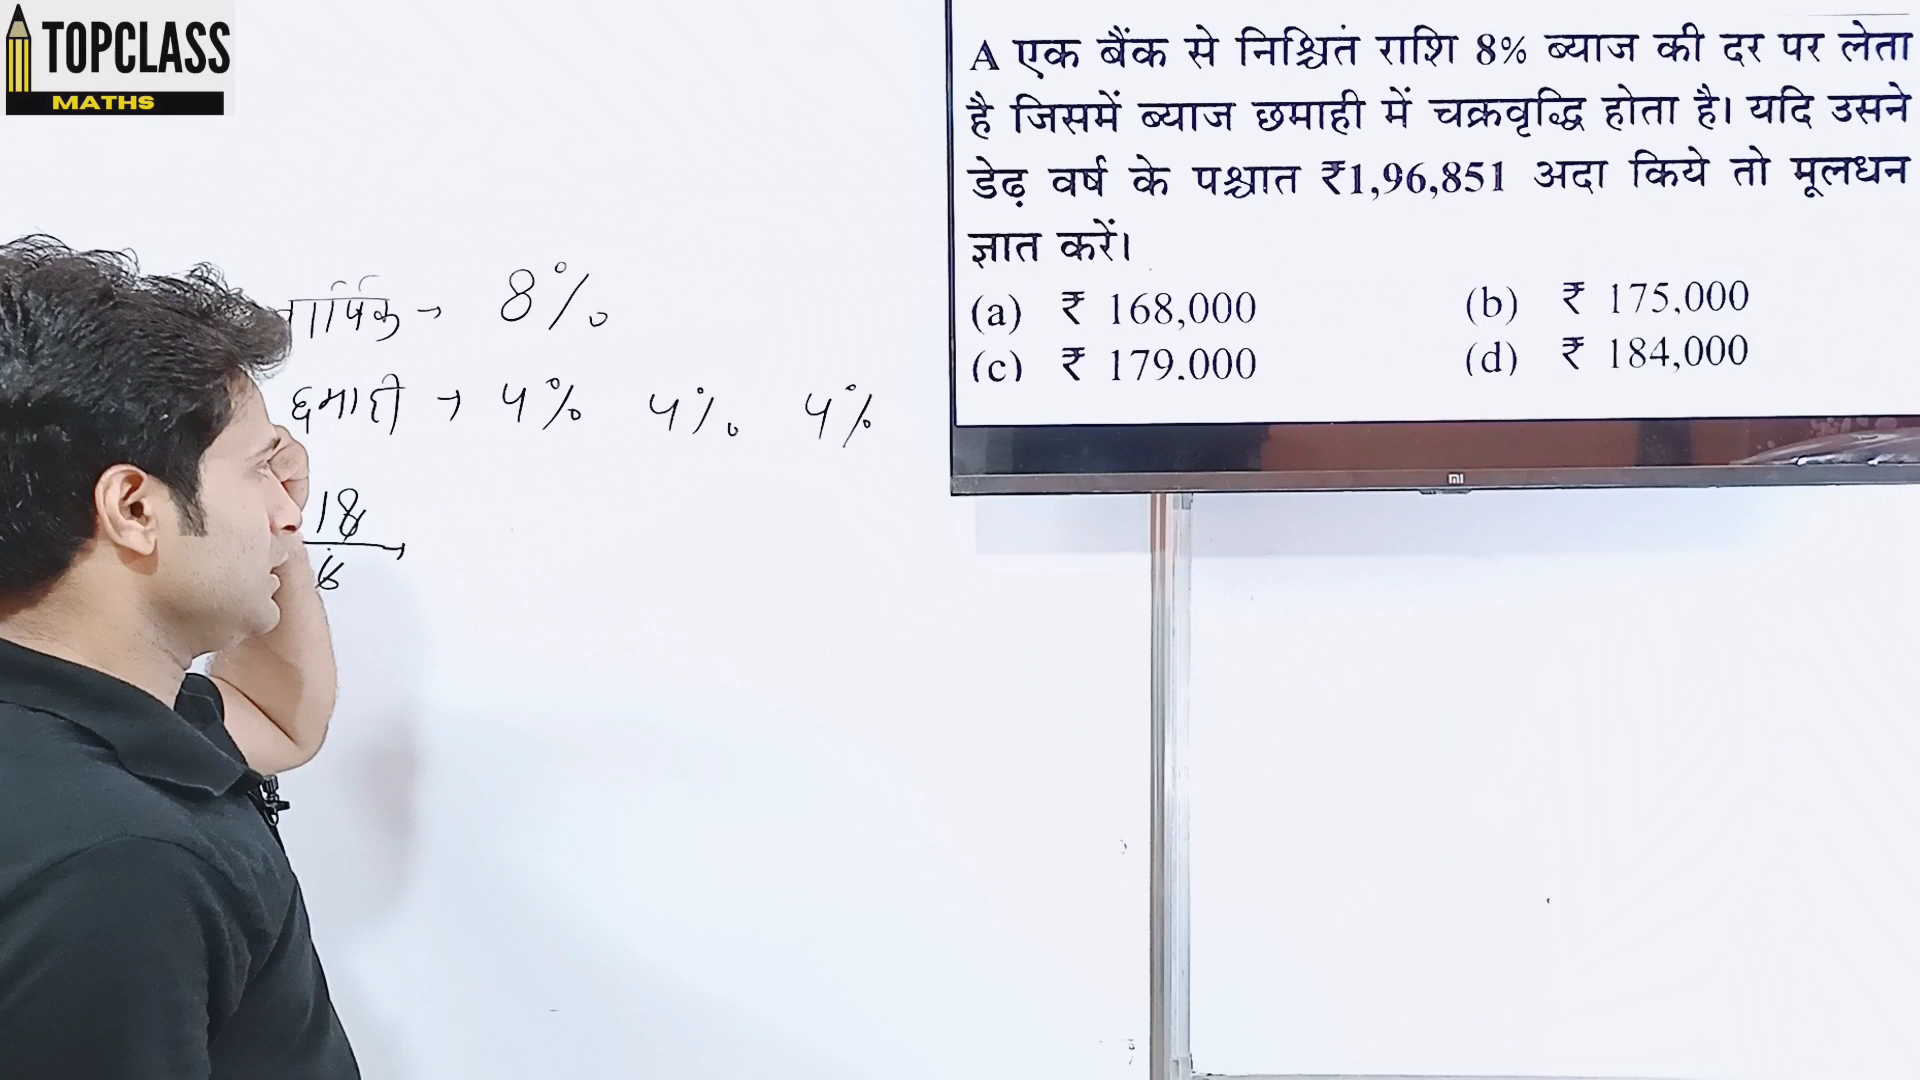 TOPCLASS
MATHS
A एक बैंक से निश्चित राशि 8% ब्याज की दर पर लेता
है जिसमें ब्याज छमाही में चक्रवृद्धि होता है। यदि उसने
डेढ़ वर्ष के पश्चात ₹1,96,851 अदा किये तो मूलधन
ज्ञात करें।
(a) ₹ 168,000 (b) ₹ 175,000
(c) ₹ 179.000 (d) ₹ 184,000
mi
वार्षिक → 8%
छमाही → 4% 4% 4%
18
6